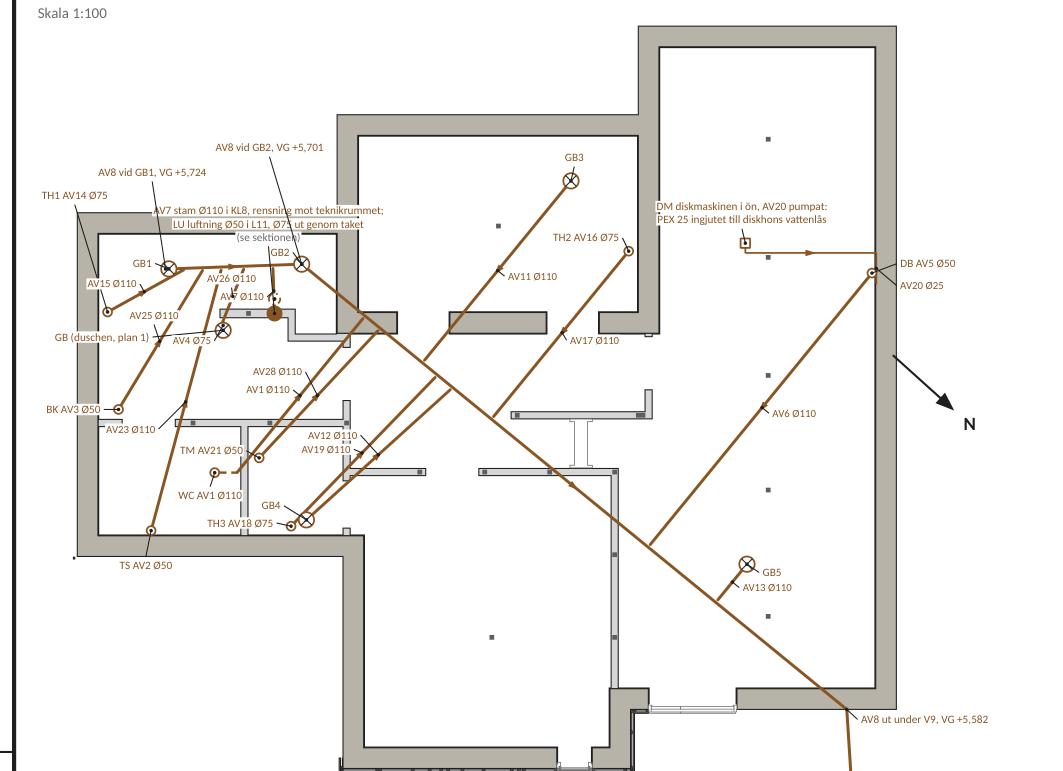 Skala 1:100
AV8 vid GB2, VG +5,701
GB3
AV8 vid GB1, VG +5,724
TH1 AV14 Ø75
AV7 stam Ø110 i KL8, rensning mot teknikrummet;
LU luftning Ø50 i L11, Ø75 ut genom taket
(se sektionen)
DM diskmaskinen i ön, AV20 pumpat:
PEX 25 ingjutet till diskhons vattenlås
TH2 AV16 Ø75
GB2
GB1
DB AV5 Ø50
AV26 Ø110
AV11 Ø110
AV15 Ø110
AV20 Ø25
AV7 Ø110
AV25 Ø110
GB (duschen, plan 1)
AV4 Ø75
AV17 Ø110
AV28 Ø110
AV1 Ø110
BK AV3 Ø50
AV6 Ø110
N
AV23 Ø110
AV12 Ø110
AV19 Ø110
TM AV21 Ø50
WC AV1 Ø110
GB4
TH3 AV18 Ø75
TS AV2 Ø50
GB5
AV13 Ø110
AV8 ut under V9, VG +5,582